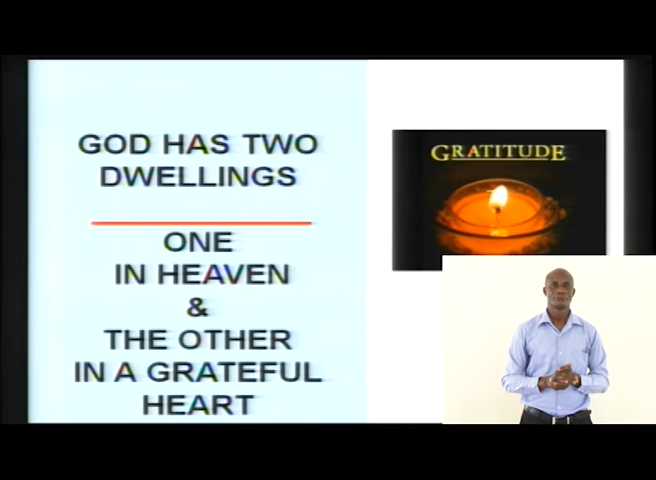 GOD HAS TWO
DWELLINGS
ONE
IN HEAVEN
&
THE OTHER
IN A GRATEFUL
HEART
GRATITUDE